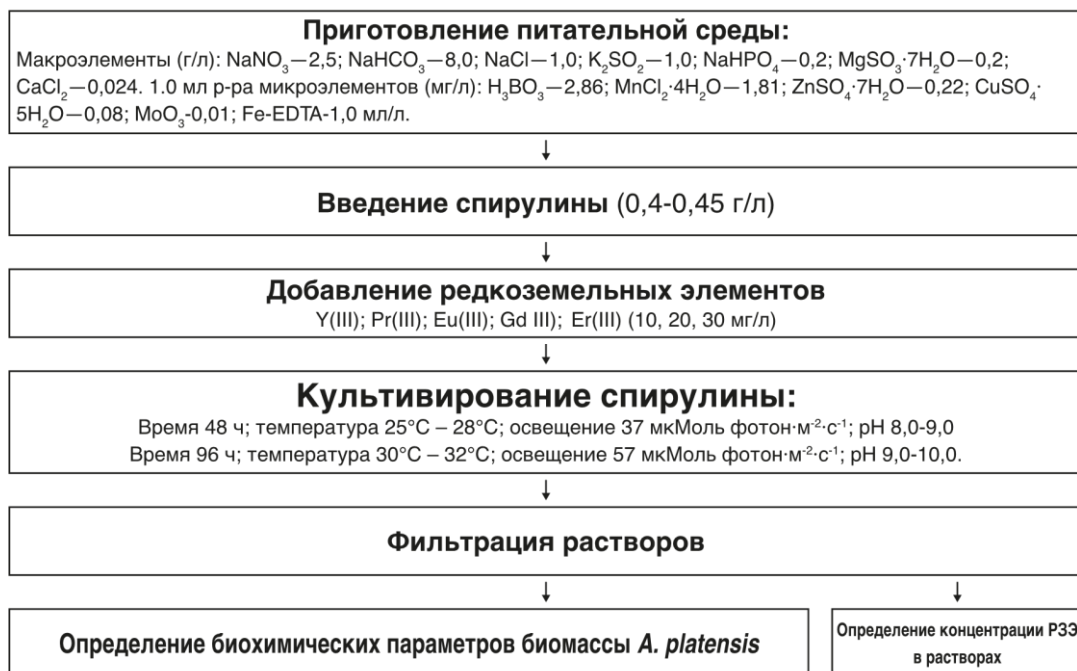 Приготовление питательной среды:
Макроэлементы (г/л): NaNO₃—2,5; NaHCO₃—8,0; NaCl—1,0; K₂SO₂—1,0; NaHPO₄—0,2; MgSO₃·7H₂O—0,2;
CaCl₂—0,024. 1.0 мл р-ра микроэлементов (мг/л): H₃BO₃—2,86; MnCl₂·4H₂O—1,81; ZnSO₄·7H₂O—0,22; CuSO₄·
5H₂O—0,08; MoO₃-0,01; Fe-EDTA-1,0 мл/л.
↓
Введение спирулины (0,4-0,45 г/л)
↓
Добавление редкоземельных элементов
Y(III); Pr(III); Eu(III); Gd III); Er(III) (10, 20, 30 мг/л)
↓
Культивирование спирулины:
Время 48 ч; температура 25°C – 28°C; освещение 37 мкМоль фотон·м⁻²·с⁻¹; pH 8,0-9,0
Время 96 ч; температура 30°C – 32°C; освещение 57 мкМоль фотон·м⁻²·с⁻¹; pH 9,0-10,0.
↓
Фильтрация растворов
↓ ↓
Определение биохимических параметров биомассы A. platensis
Определение концентрации РЗЭ
в растворах